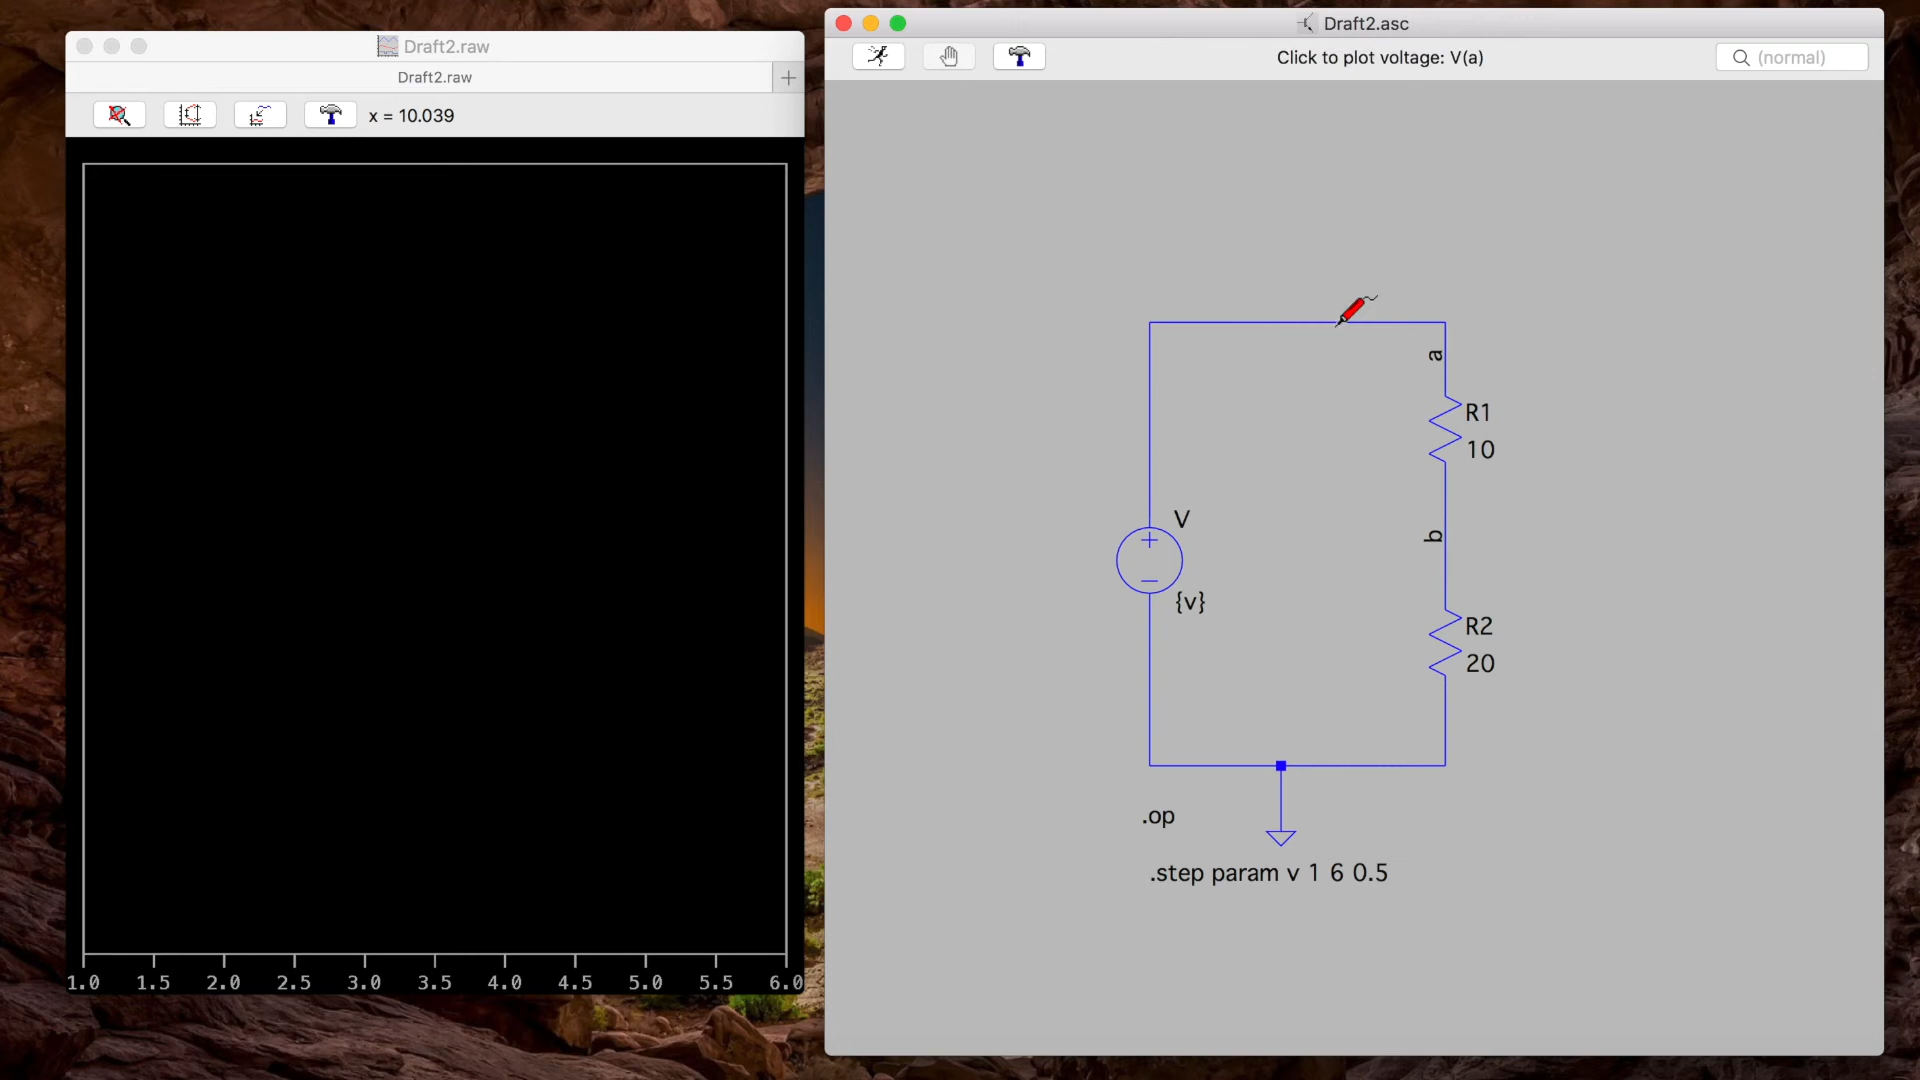 Draft2.raw
Draft2.raw
x = 10.039
1.0 1.5 2.0 2.5 3.0 3.5 4.0 4.5 5.0 5.5 6.0
Draft2.asc
Click to plot voltage: V(a)
(normal)
a
R1
10
V
b
{v}
R2
20
.op
.step param v 1 6 0.5